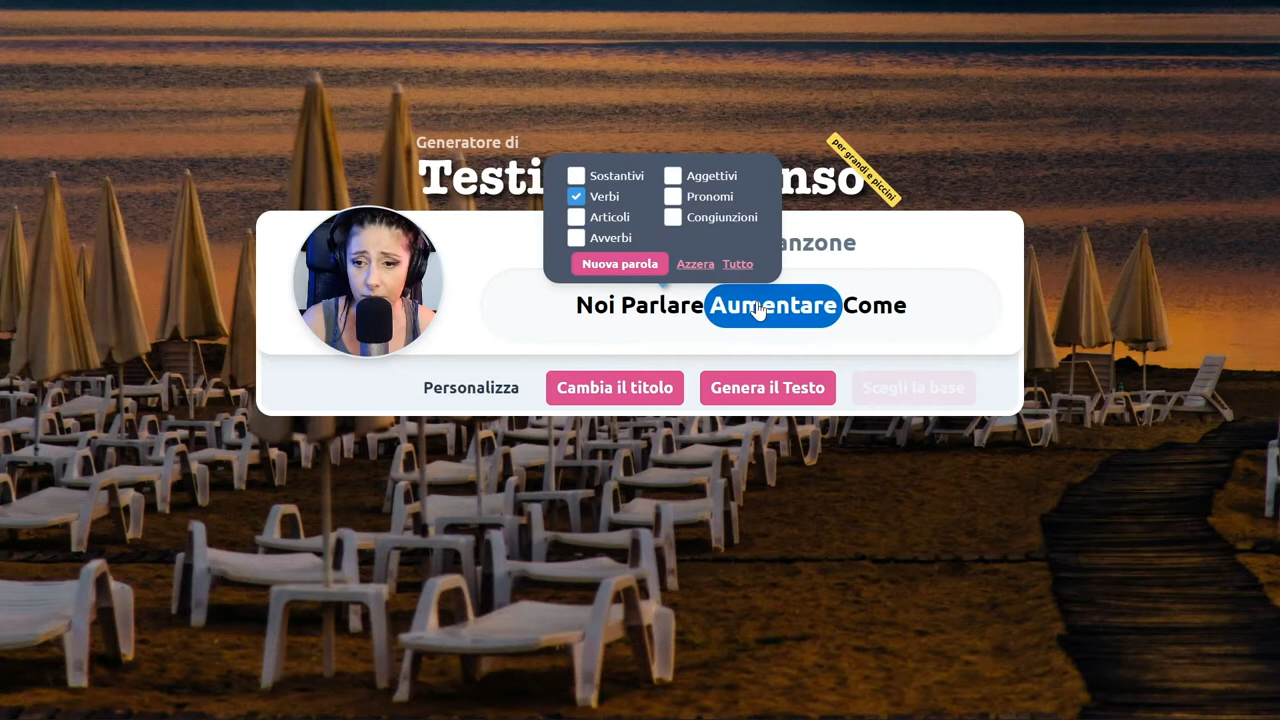 Generatore di
Testi nso
per grandi e piccini
Sostantivi Aggettivi
Verbi Pronomi
Articoli Congiunzioni
Avverbi
anzone
Nuova parola Azzera Tutto
Noi Parlare Aumentare Come
Personalizza Cambia il titolo Genera il Testo Scegli la base